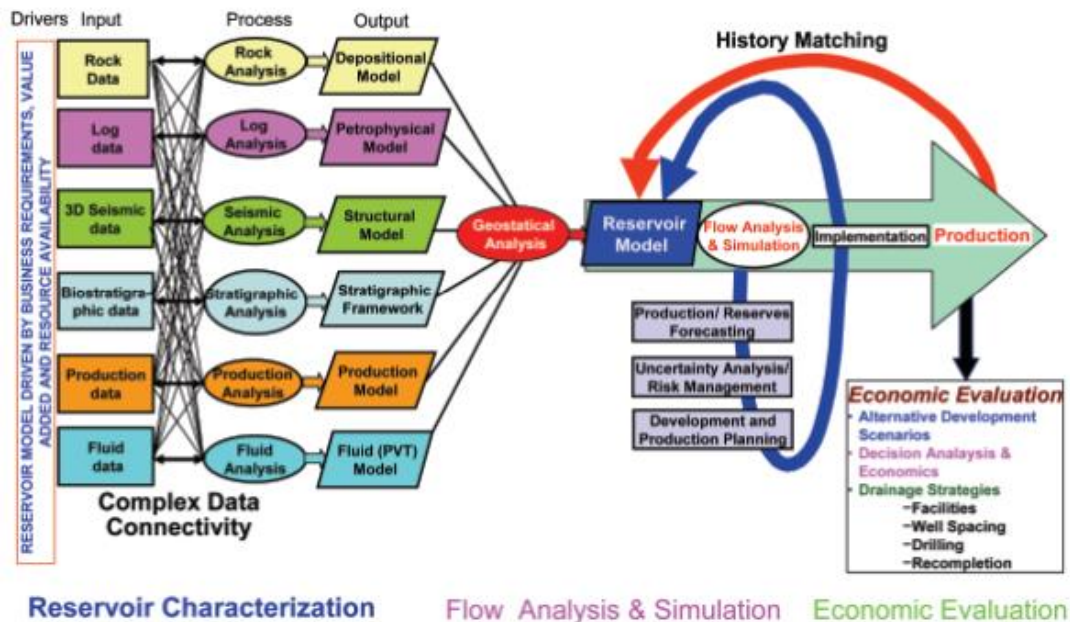 Drivers
Input
Process
Output
RESERVOIR MODEL DRIVEN BY BUSINESS REQUIREMENTS, VALUE
ADDED AND RESOURCE AVAILABILITY
Rock
Data
Rock
Analysis
Depositional
Model
Log
data
Log
Analysis
Petrophysical
Model
3D Seismic
data
Seismic
Analysis
Structural
Model
Biostratigra-
phic data
Stratigraphic
Analysis
Stratigraphic
Framework
Production
data
Production
Analysis
Production
Model
Fluid
data
Fluid
Analysis
Fluid (PVT)
Model
Complex Data
Connectivity
Geostatical
Analysis
History Matching
Reservoir
Model
Flow Analysis
& Simulation
Implementation
Production
Production/ Reserves
Forecasting
Uncertainty Analysis/
Risk Management
Development and
Production Planning
Economic Evaluation
• Alternative Development
Scenarios
• Decision Analaysis &
Economics
• Drainage Strategies
–Facilities
–Well Spacing
–Drilling
–Recompletion
Reservoir Characterization
Flow Analysis & Simulation
Economic Evaluation